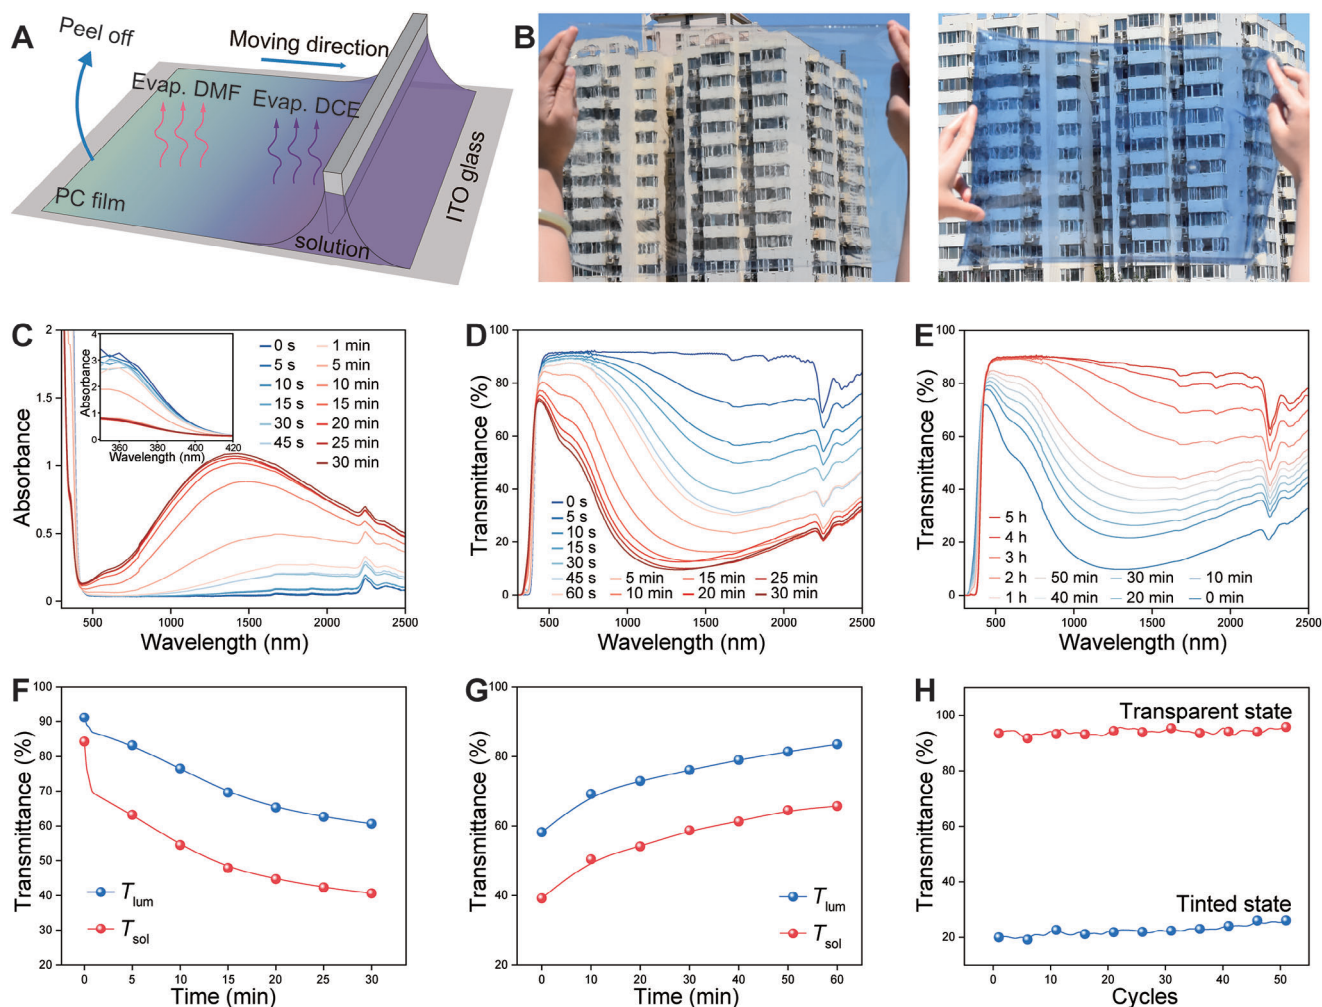 A
Peel off
Moving direction
Evap. DMF
Evap. DCE
PC film
solution
ITO glass
B
C
Absorbance
2
1
0.5
0
500 1000 1500 2000 2500
Wavelength (nm)
Absorbance
4
3
2
1
0
360 380 400 420
Wavelength (nm)
0 s
5 s
10 s
15 s
30 s
45 s
1 min
5 min
10 min
15 min
20 min
25 min
30 min
D
Transmittance (%)
100
80
60
40
20
0
500 1000 1500 2000 2500
Wavelength (nm)
0 s
5 s
10 s
15 s
30 s
45 s
60 s
5 min
10 min
15 min
20 min
25 min
30 min
E
Transmittance (%)
100
80
60
40
20
0
500 1000 1500 2000 2500
Wavelength (nm)
5 h
4 h
3 h
2 h
1 h
50 min
40 min
30 min
20 min
10 min
0 min
F
Transmittance (%)
100
90
80
70
60
50
40
30
20
0 5 10 15 20 25 30
Time (min)
Tlum
Tsol
G
Transmittance (%)
100
80
60
40
20
0 10 20 30 40 50 60
Time (min)
Tlum
Tsol
H
Transmittance (%)
100
80
60
40
20
0 10 20 30 40 50
Cycles
Transparent state
Tinted state